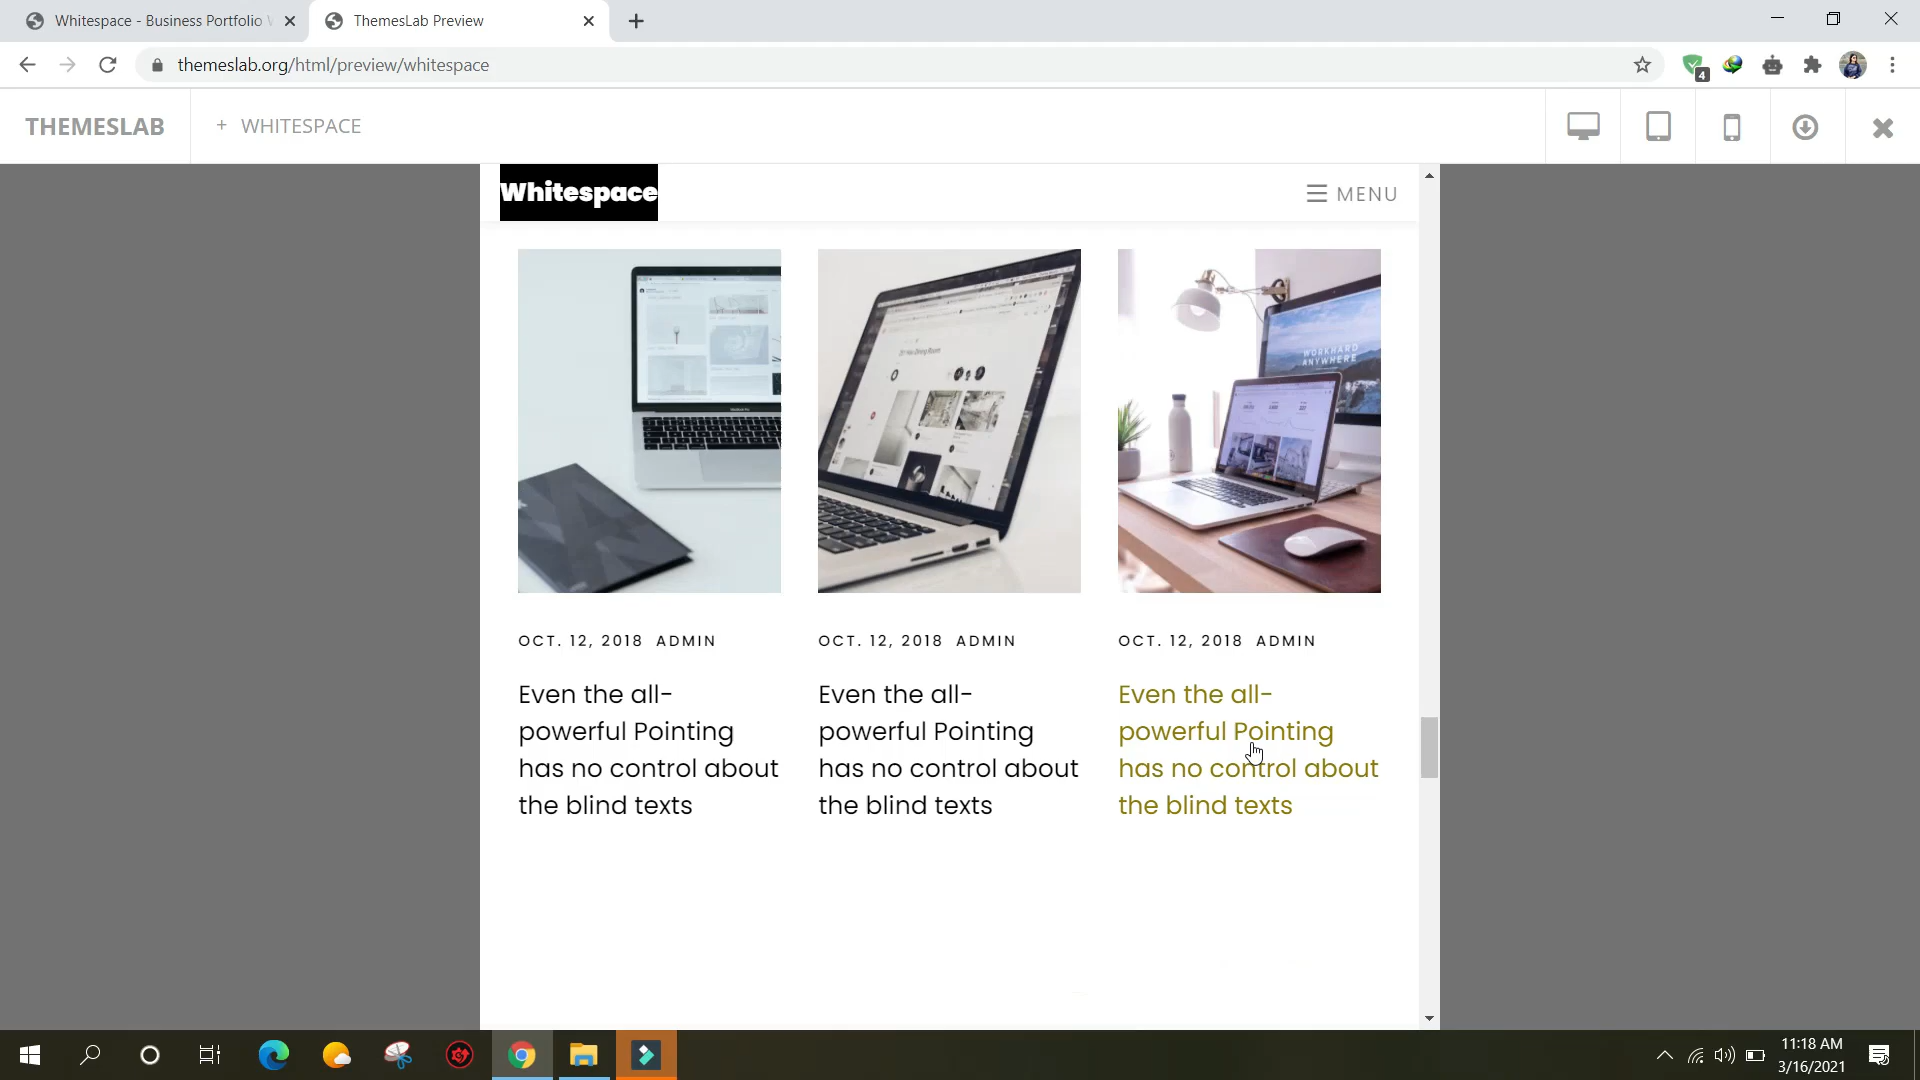 Whitespace - Business Portfolio
ThemesLab Preview
themeslab.org/html/preview/whitespace
4
THEMESLAB
+ WHITESPACE
Whitespace
MENU
WORKHARD
ANYWHERE
OCT. 12, 2018 ADMIN
Even the all-
powerful Pointing
has no control about
the blind texts
OCT. 12, 2018 ADMIN
Even the all-
powerful Pointing
has no control about
the blind texts
OCT. 12, 2018 ADMIN
Even the all-
powerful Pointing
has no control about
the blind texts
11:18 AM
3/16/2021